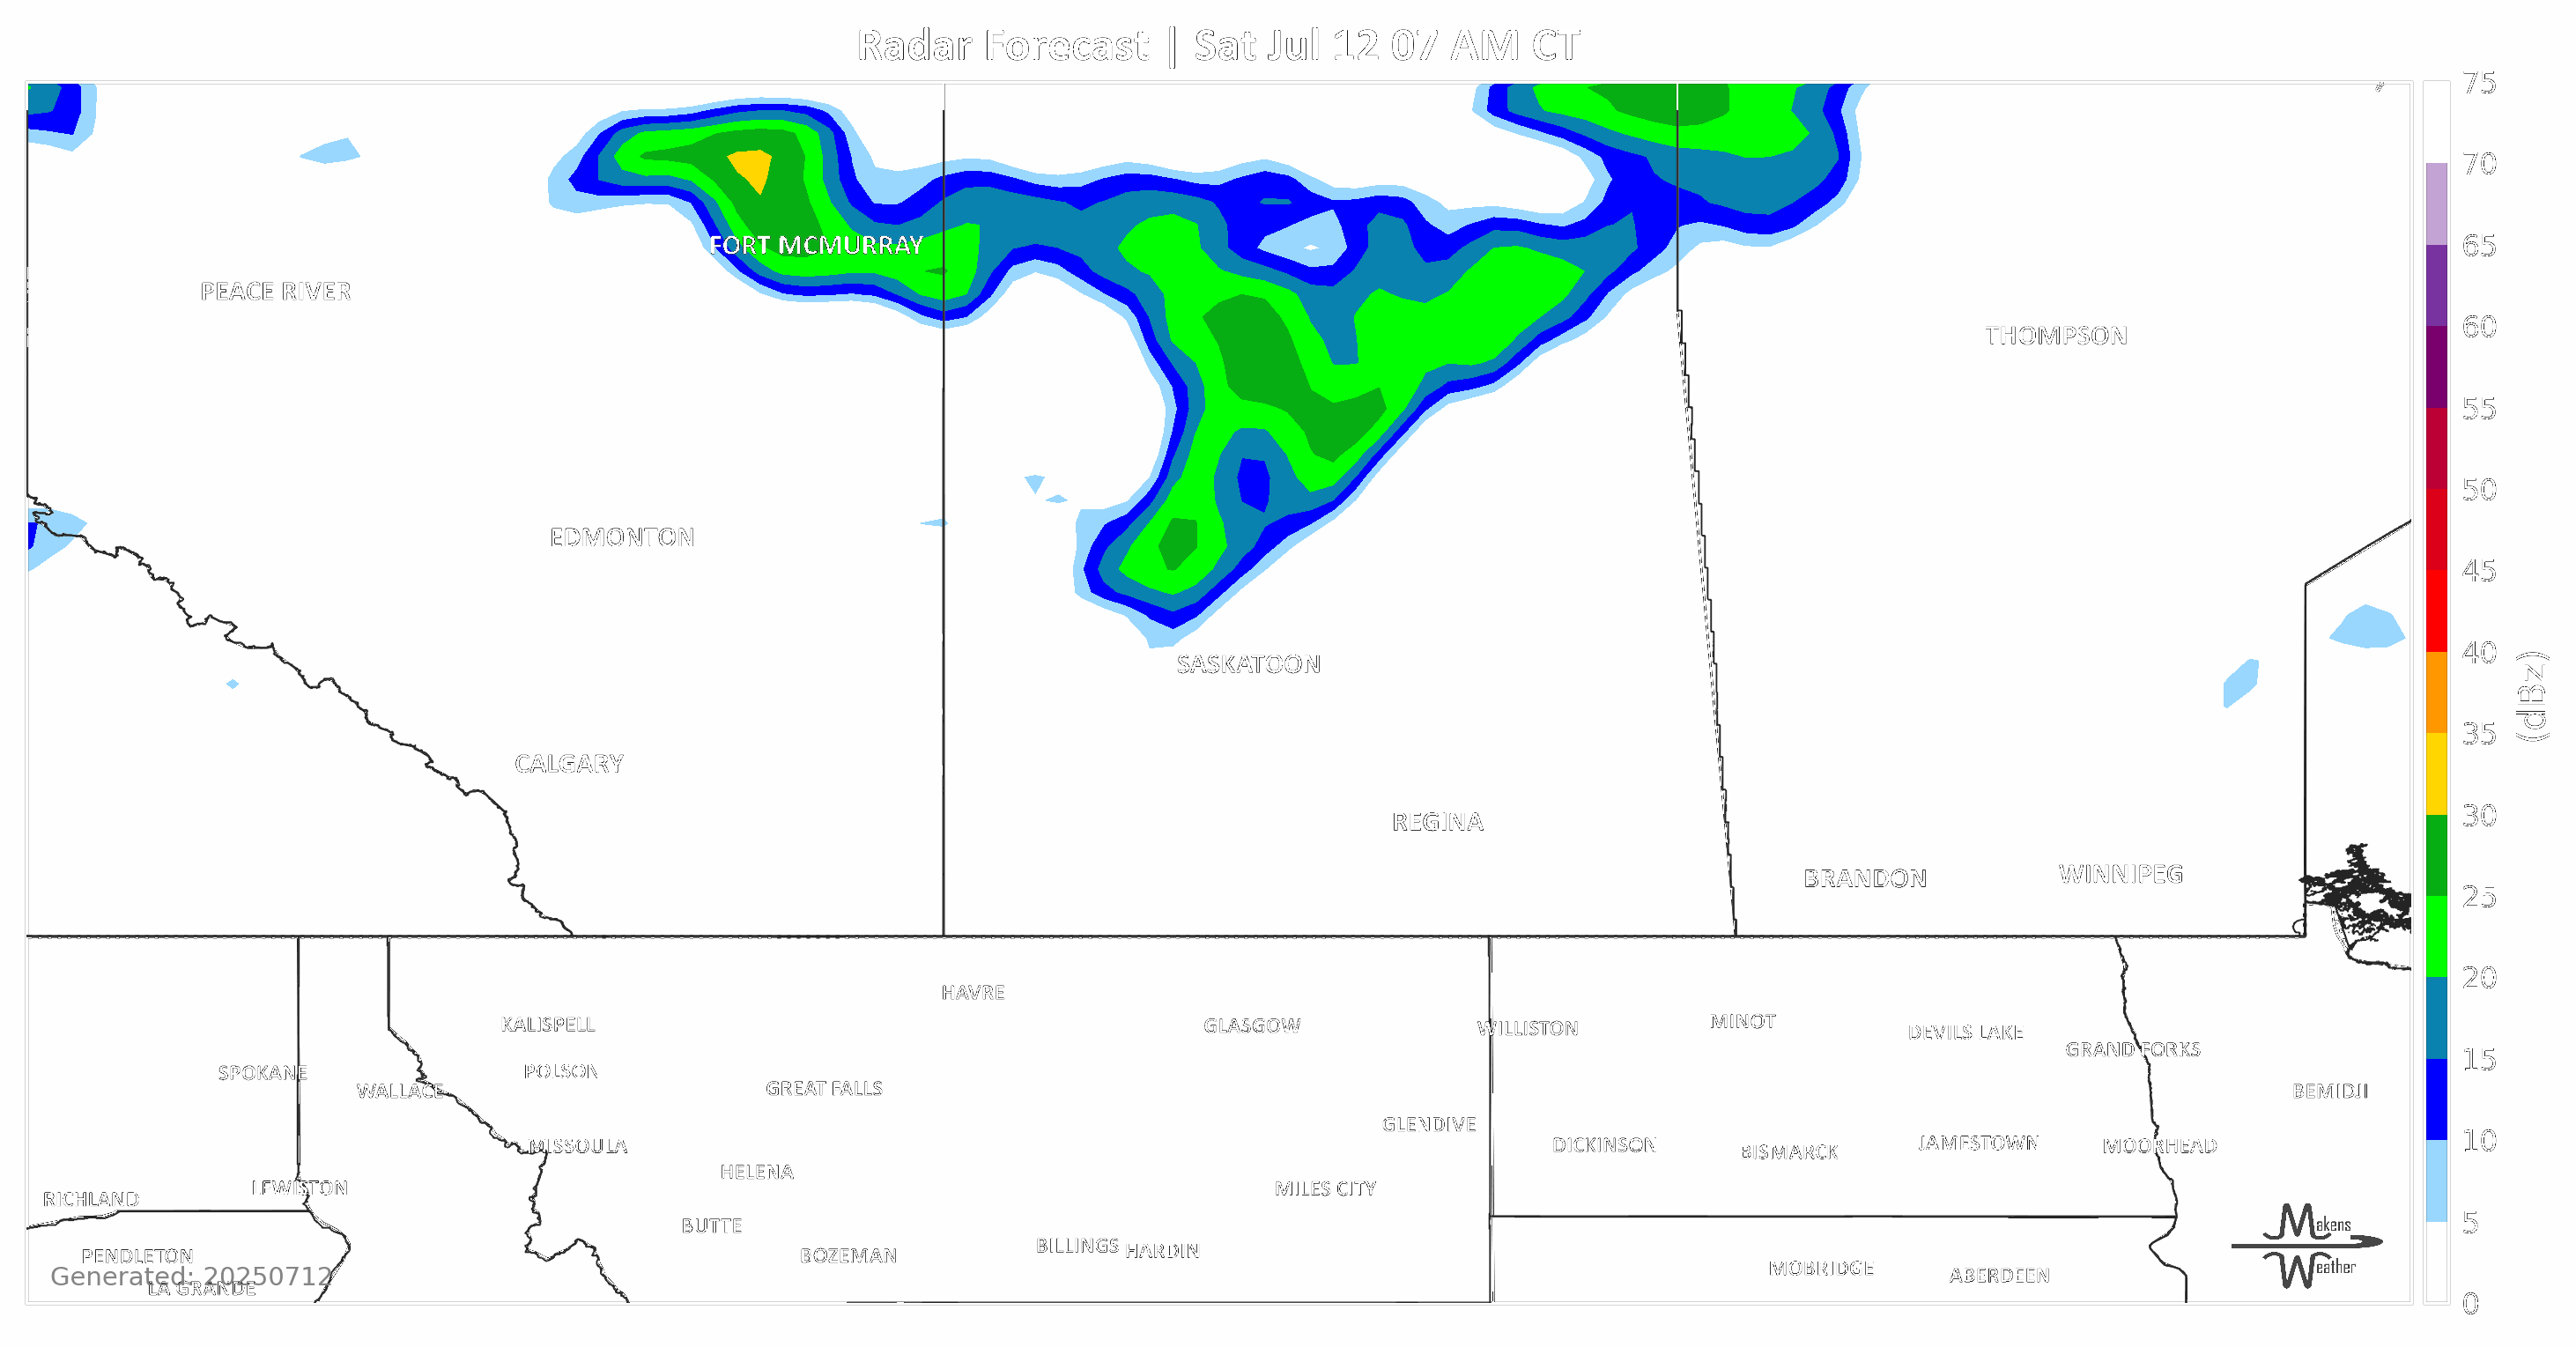 Radar Forecast | Sat Jul 12 07 AM CT
75
70
65
60
55
50
45
40
35
30
25
20
15
10
5
0
(dBz)
FORT MCMURRAY
PEACE RIVER
THOMPSON
EDMONTON
SASKATOON
CALGARY
REGINA
BRANDON
WINNIPEG
HAVRE
KALISPELL
GLASGOW
WILLISTON
MINOT
DEVILS LAKE
GRAND FORKS
SPOKANE
POLSON
WALLACE
GREAT FALLS
BEMIDJI
GLENDIVE
MISSOULA
DICKINSON
BISMARCK
JAMESTOWN
MOORHEAD
HELENA
LEWISTON
MILES CITY
RICHLAND
BUTTE
PENDLETON
BOZEMAN
BILLINGS
HARDIN
MOBRIDGE
ABERDEEN
Generated: 20250712
LA GRANDE
Makens
Weather